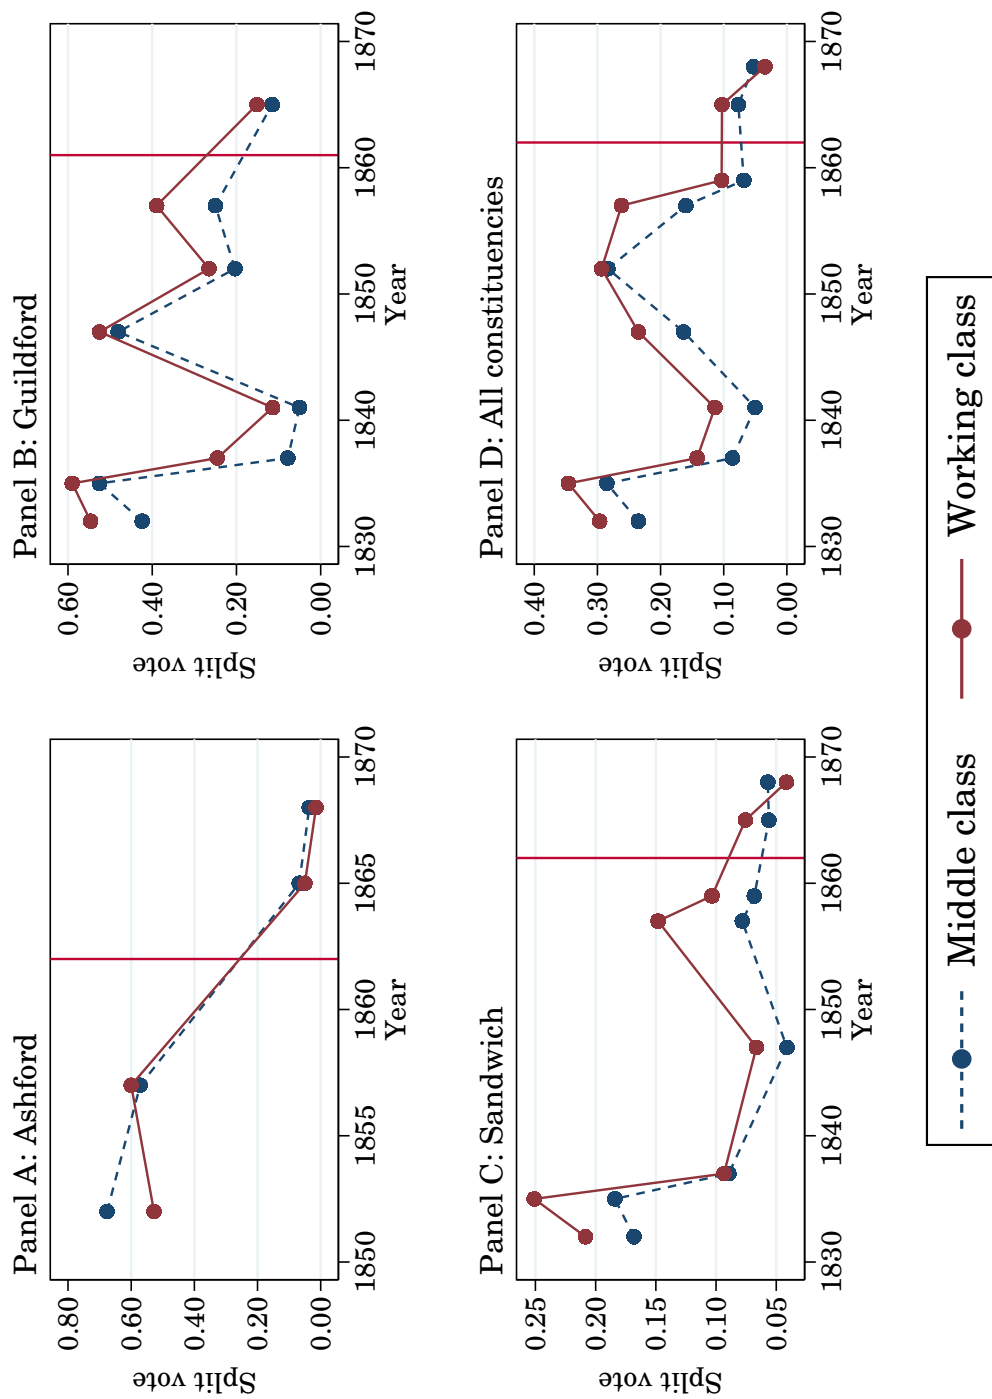 Panel A: Ashford
Split vote
0.80
0.60
0.40
0.20
0.00
1850
1855
1860
1865
1870
Year
Panel B: Guildford
Split vote
0.60
0.40
0.20
0.00
1830
1840
1850
1860
1870
Year
Panel C: Sandwich
Split vote
0.25
0.20
0.15
0.10
0.05
1830
1840
1850
1860
1870
Year
Panel D: All constituencies
Split vote
0.40
0.30
0.20
0.10
0.00
1830
1840
1850
1860
1870
Year
Middle class
Working class